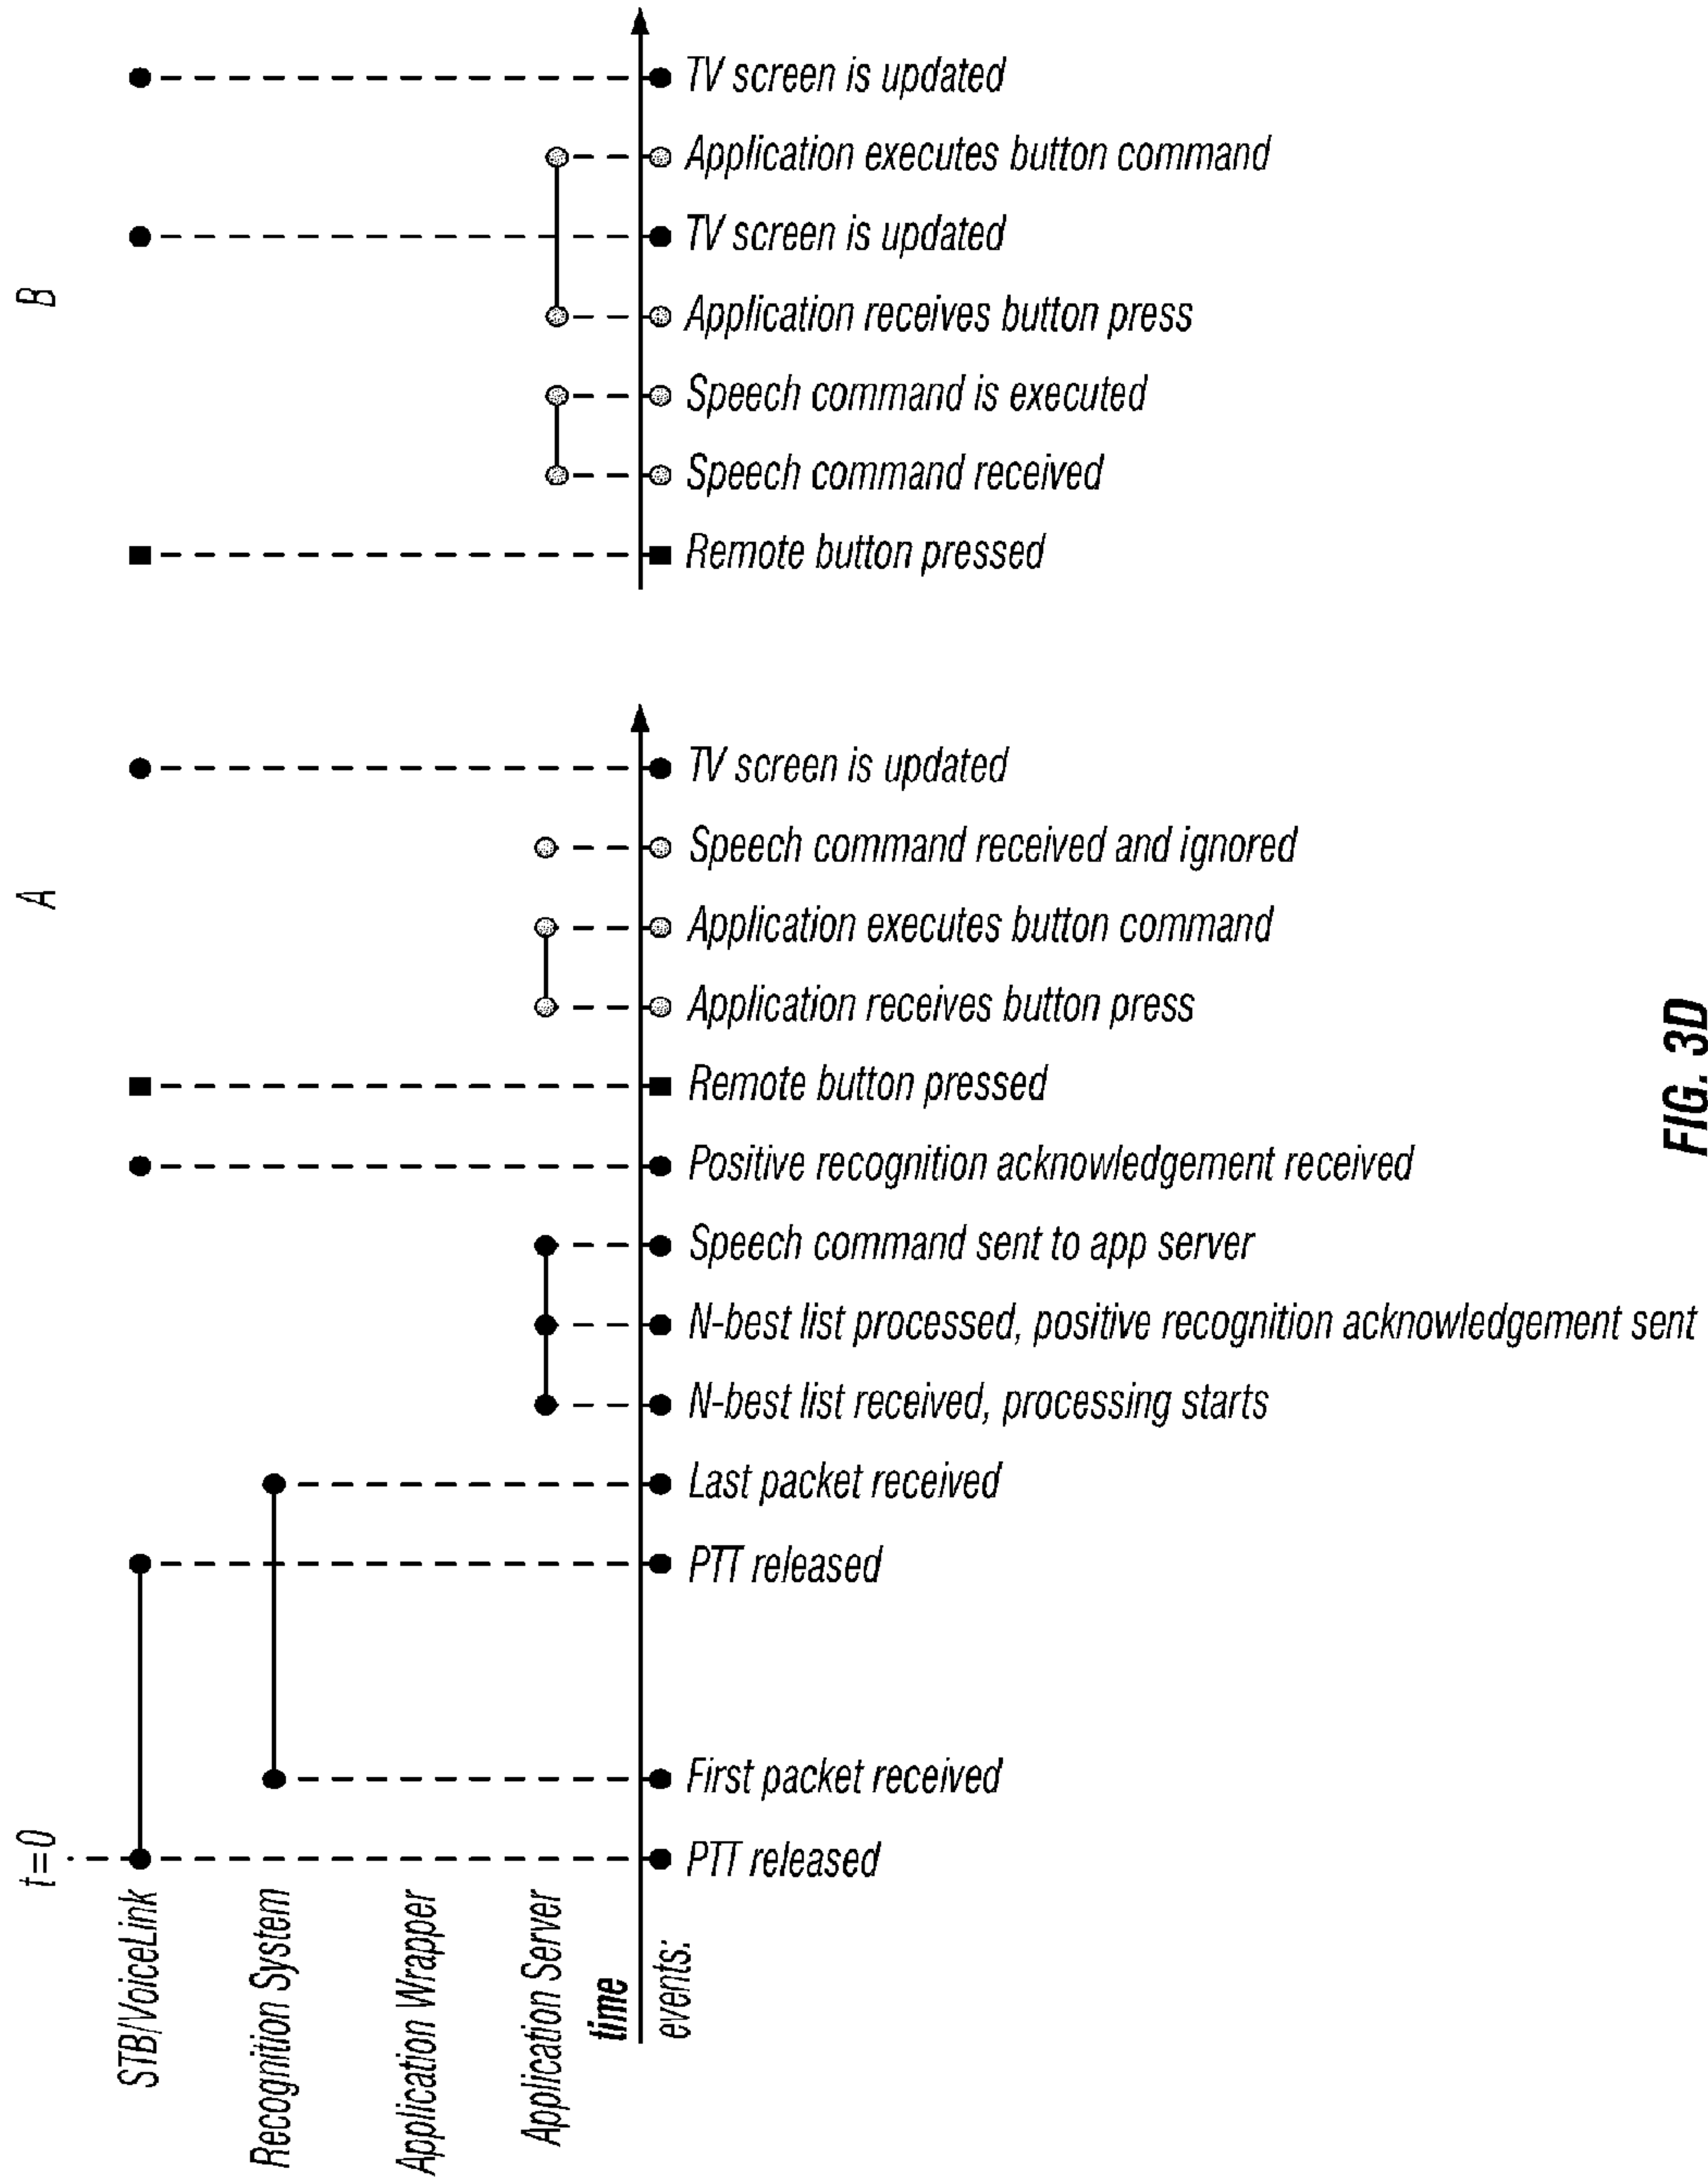 t=0
A
B
STB/VoiceLink
Recognition System
Application Wrapper
Application Server
time
events:
PTT released
First packet received
PTT released
Last packet received
N-best list received, processing starts
N-best list processed, positive recognition acknowledgement sent
Speech command sent to app server
Positive recognition acknowledgement received
Remote button pressed
Application receives button press
Application executes button command
Speech command received and ignored
TV screen is updated
Remote button pressed
Speech command received
Speech command is executed
Application receives button press
TV screen is updated
Application executes button command
TV screen is updated
FIG. 3D